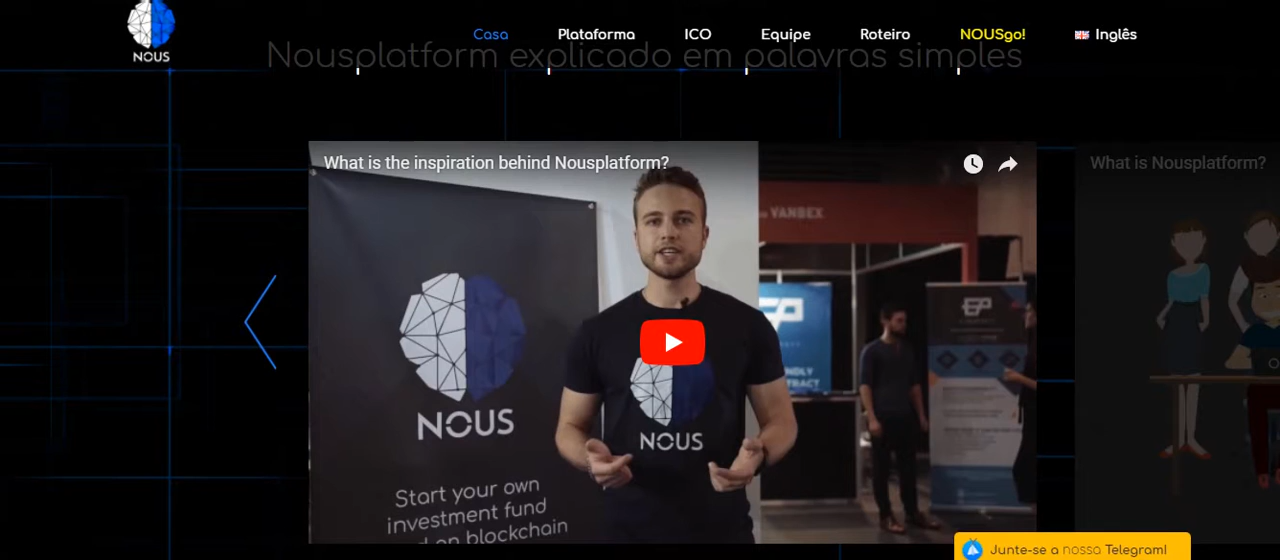 NOUS
Casa
Plataforma
ICO
Equipe
Roteiro
NOUSgo!
Inglês
Nousplatform explicado em palavras simples
What is the inspiration behind Nousplatform?
What is Nousplatform?
VANBEX
NOUS
NOUS
Start your own
investment fund
on blockchain
Junte-se a nossa Telegram!